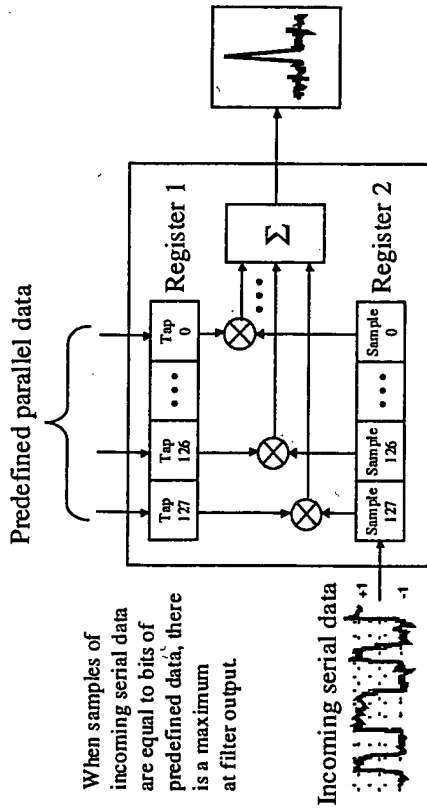 Predefined parallel data
When samples of
incoming serial data
are equal to bits of
predefined data, there
is a maximum
at filter output.
Tap 127
Tap 126
•••
Tap 0
Register 1
Σ
•••
Sample 127
Sample 126
•••
Sample 0
Register 2
Incoming serial data
+1
-1